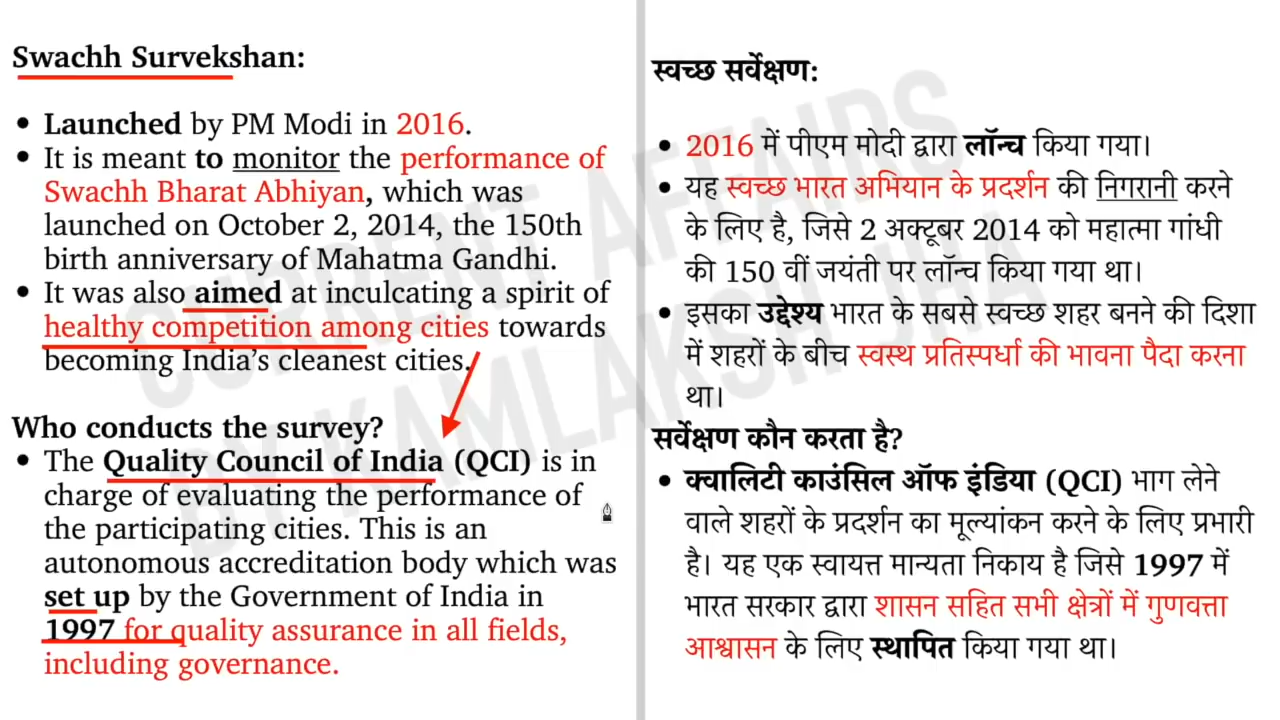 Swachh Survekshan:
• Launched by PM Modi in 2016.
• It is meant to monitor the performance of
Swachh Bharat Abhiyan, which was
launched on October 2, 2014, the 150th
birth anniversary of Mahatma Gandhi.
• It was also aimed at inculcating a spirit of
healthy competition among cities towards
becoming India's cleanest cities.
Who conducts the survey?
• The Quality Council of India (QCI) is in
charge of evaluating the performance of
the participating cities. This is an
autonomous accreditation body which was
set up by the Government of India in
1997 for quality assurance in all fields,
including governance.
स्वच्छ सर्वेक्षण:
• 2016 में पीएम मोदी द्वारा लॉन्च किया गया।
• यह स्वच्छ भारत अभियान के प्रदर्शन की निगरानी करने
के लिए है, जिसे 2 अक्टूबर 2014 को महात्मा गांधी
की 150 वीं जयंती पर लॉन्च किया गया था।
• इसका उद्देश्य भारत के सबसे स्वच्छ शहर बनने की दिशा
में शहरों के बीच स्वस्थ प्रतिस्पर्धा की भावना पैदा करना
था।
सर्वेक्षण कौन करता है?
• क्वालिटी काउंसिल ऑफ इंडिया (QCI) भाग लेने
वाले शहरों के प्रदर्शन का मूल्यांकन करने के लिए प्रभारी
है। यह एक स्वायत्त मान्यता निकाय है जिसे 1997 में
भारत सरकार द्वारा शासन सहित सभी क्षेत्रों में गुणवत्ता
आश्वासन के लिए स्थापित किया गया था।
CURRENT AFFAIRS
BY KAMLAKSH JHA